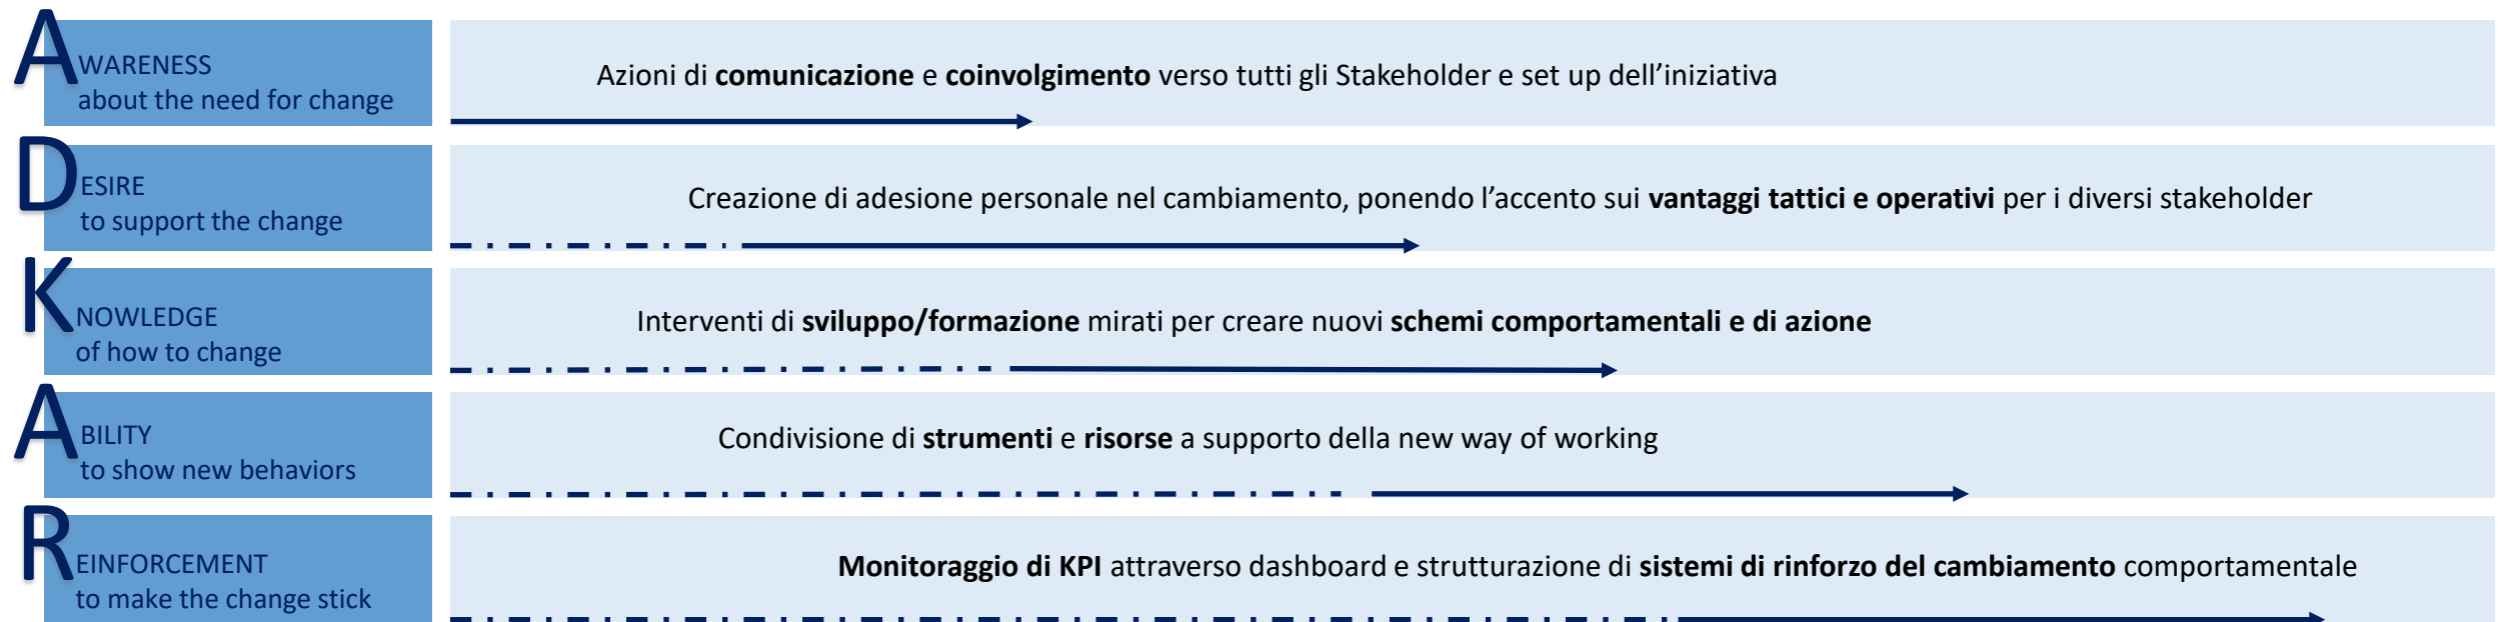 AWARENESS
about the need for change
Azioni di comunicazione e coinvolgimento verso tutti gli Stakeholder e set up dell’iniziativa
DESIRE
to support the change
Creazione di adesione personale nel cambiamento, ponendo l’accento sui vantaggi tattici e operativi per i diversi stakeholder
KNOWLEDGE
of how to change
Interventi di sviluppo/formazione mirati per creare nuovi schemi comportamentali e di azione
ABILITY
to show new behaviors
Condivisione di strumenti e risorse a supporto della new way of working
REINFORCEMENT
to make the change stick
Monitoraggio di KPI attraverso dashboard e strutturazione di sistemi di rinforzo del cambiamento comportamentale